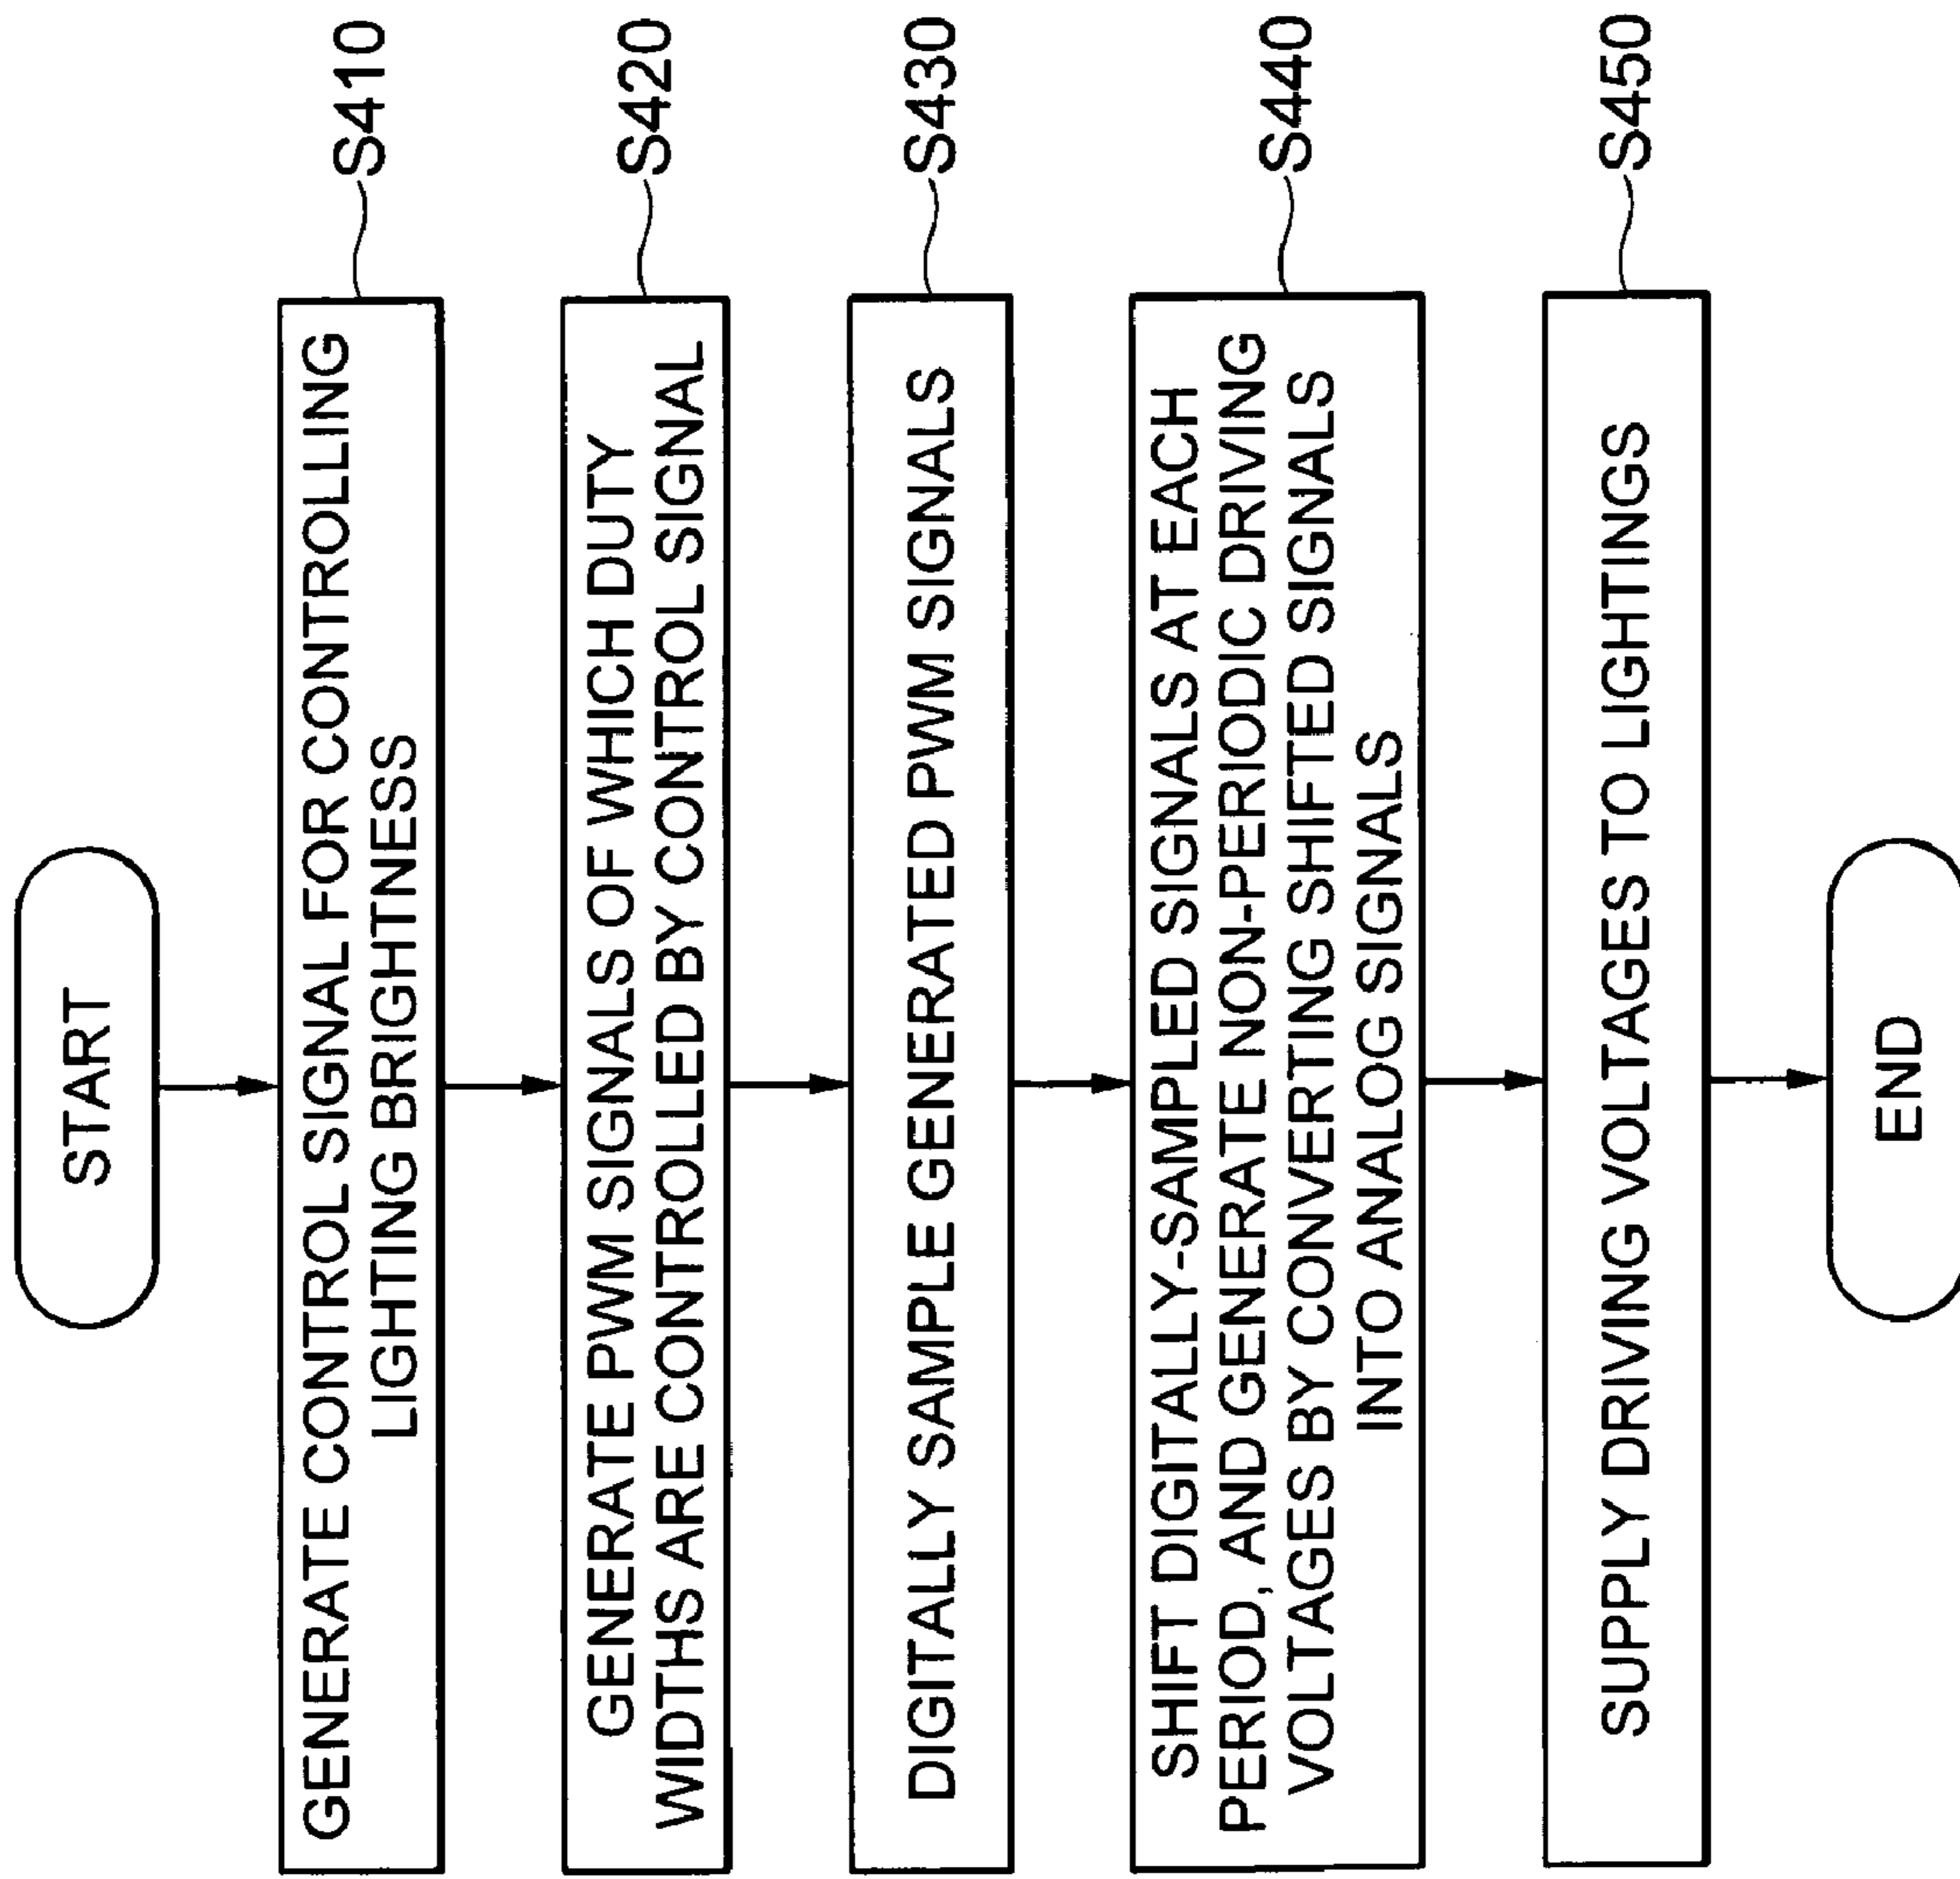 START
GENERATE CONTROL SIGNAL FOR CONTROLLING
LIGHTING BRIGHTNESS
S410
GENERATE PWM SIGNALS OF WHICH DUTY
WIDTHS ARE CONTROLLED BY CONTROL SIGNAL
S420
DIGITALLY SAMPLE GENERATED PWM SIGNALS
S430
SHIFT DIGITALLY-SAMPLED SIGNALS AT EACH
PERIOD, AND GENERATE NON-PERIODIC DRIVING
VOLTAGES BY CONVERTING SHIFTED SIGNALS
INTO ANALOG SIGNALS
S440
SUPPLY DRIVING VOLTAGES TO LIGHTINGS
S450
END